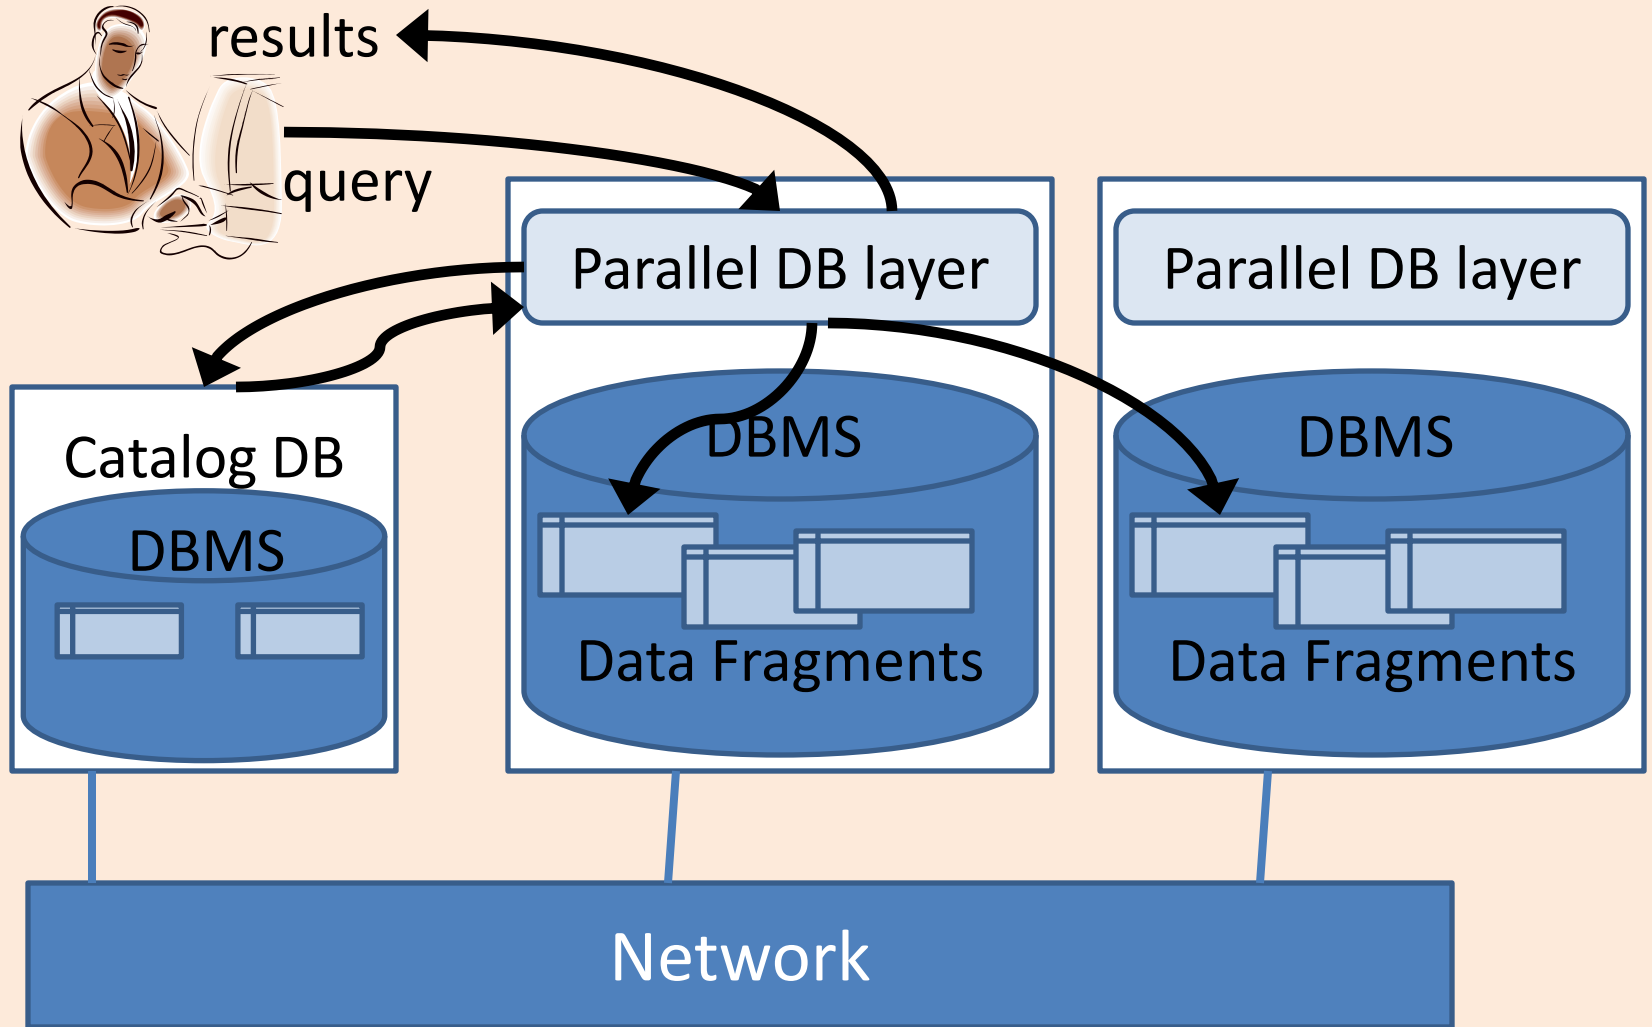 results
query
Parallel DB layer
Parallel DB layer
Catalog DB
DBMS
DBMS
DBMS
Data Fragments
Data Fragments
Network